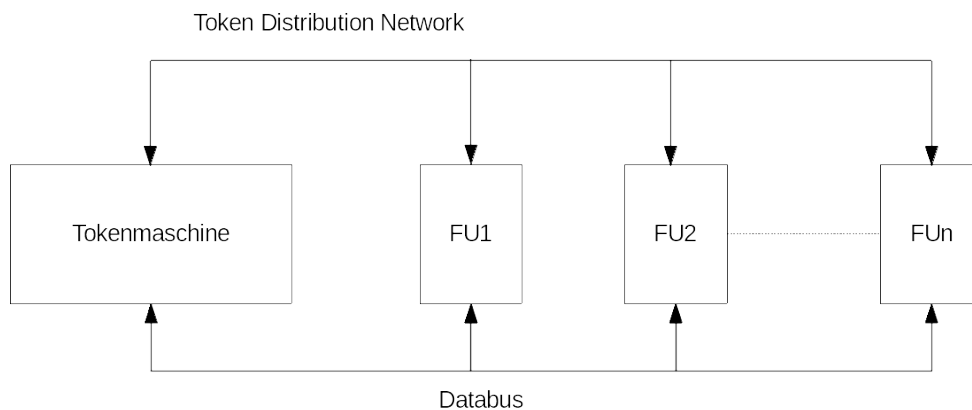 Token Distribution Network
Tokenmaschine
FU1
FU2
FUn
Databus